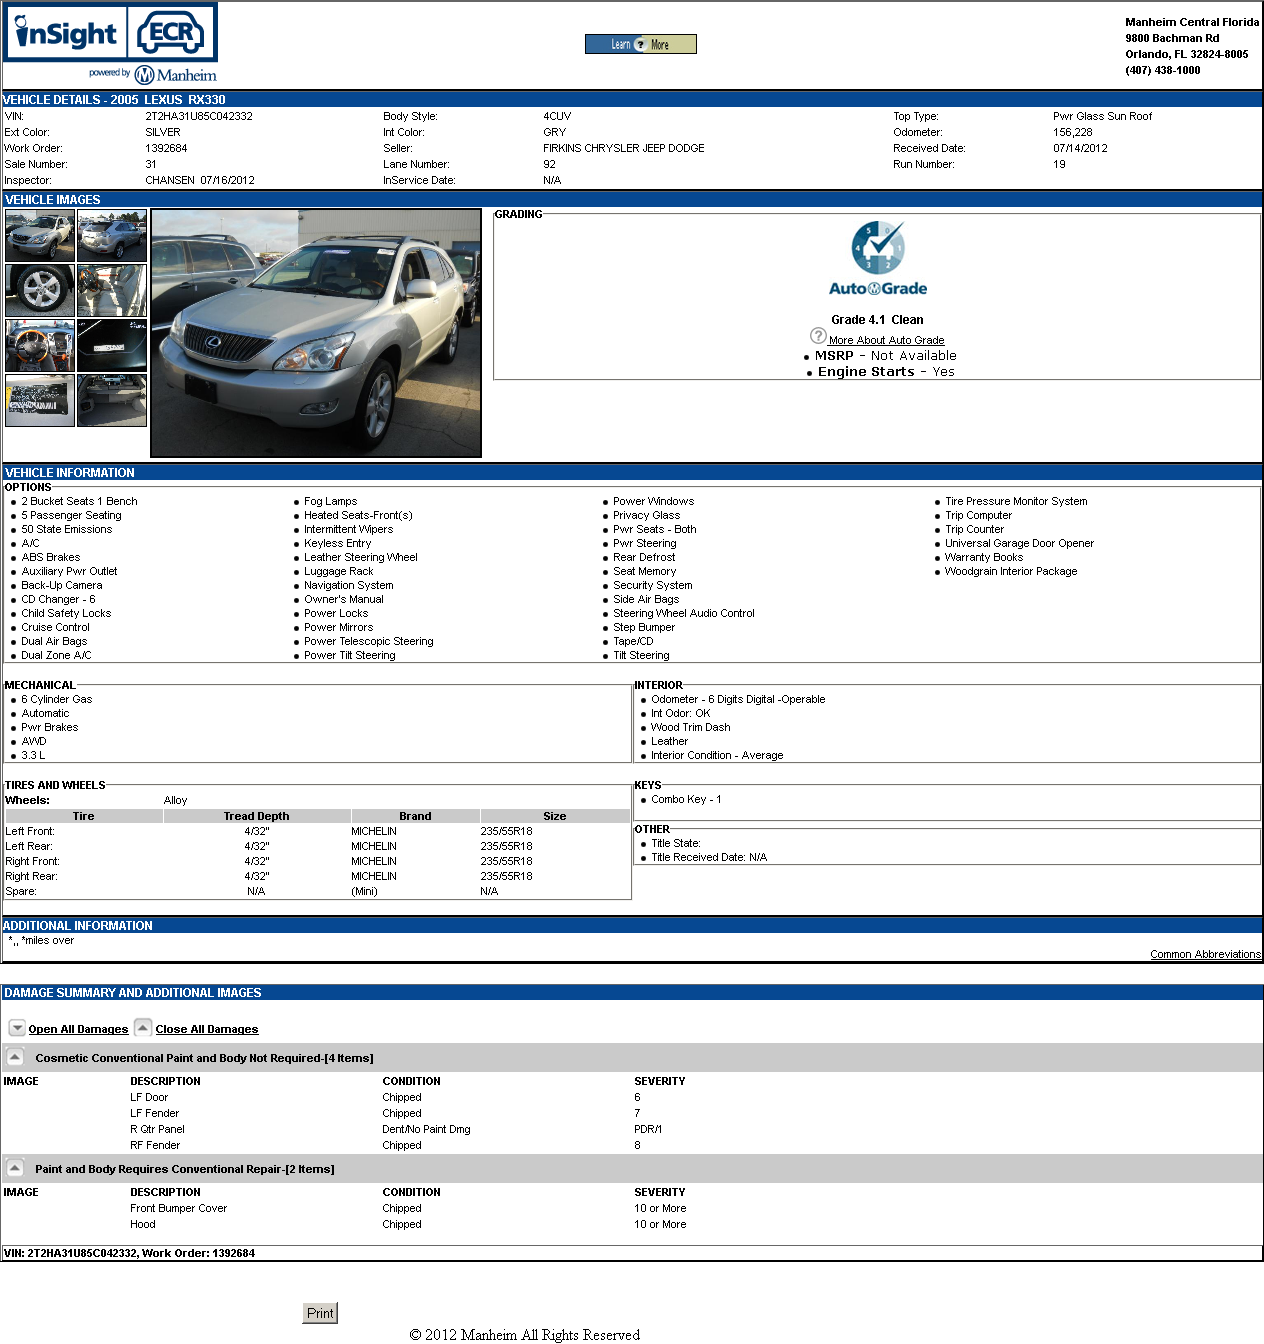 inSight ECR
powered by Manheim
Learn ? More
Manheim Central Florida
9800 Bachman Rd
Orlando, FL 32824-8005
(407) 438-1000
VEHICLE DETAILS - 2005 LEXUS RX330
VIN: 2T2HA31U85C042332 Body Style: 4CUV Top Type: Pwr Glass Sun Roof
Ext Color: SILVER Int Color: GRY Odometer: 156,228
Work Order: 1392684 Seller: FIRKINS CHRYSLER JEEP DODGE Received Date: 07/14/2012
Sale Number: 31 Lane Number: 92 Run Number: 19
Inspector: CHANSEN 07/16/2012 InService Date: N/A
VEHICLE IMAGES
GRADING
5 0 4 1 3 2
AutoGrade
Grade 4.1 Clean
? More About Auto Grade
• MSRP - Not Available
• Engine Starts - Yes
VEHICLE INFORMATION
OPTIONS
• 2 Bucket Seats 1 Bench • Fog Lamps • Power Windows • Tire Pressure Monitor System
• 5 Passenger Seating • Heated Seats-Front(s) • Privacy Glass • Trip Computer
• 50 State Emissions • Intermittent Wipers • Pwr Seats - Both • Trip Counter
• A/C • Keyless Entry • Pwr Steering • Universal Garage Door Opener
• ABS Brakes • Leather Steering Wheel • Rear Defrost • Warranty Books
• Auxiliary Pwr Outlet • Luggage Rack • Seat Memory • Woodgrain Interior Package
• Back-Up Camera • Navigation System • Security System
• CD Changer - 6 • Owner's Manual • Side Air Bags
• Child Safety Locks • Power Locks • Steering Wheel Audio Control
• Cruise Control • Power Mirrors • Step Bumper
• Dual Air Bags • Power Telescopic Steering • Tape/CD
• Dual Zone A/C • Power Tilt Steering • Tilt Steering
MECHANICAL
• 6 Cylinder Gas
• Automatic
• Pwr Brakes
• AWD
• 3.3 L
INTERIOR
• Odometer - 6 Digits Digital -Operable
• Int Odor: OK
• Wood Trim Dash
• Leather
• Interior Condition - Average
TIRES AND WHEELS
Wheels: Alloy
Tire Tread Depth Brand Size
Left Front: 4/32" MICHELIN 235/55R18
Left Rear: 4/32" MICHELIN 235/55R18
Right Front: 4/32" MICHELIN 235/55R18
Right Rear: 4/32" MICHELIN 235/55R18
Spare: N/A (Mini) N/A
KEYS
• Combo Key - 1
OTHER
• Title State:
• Title Received Date: N/A
ADDITIONAL INFORMATION
*,, *miles over
Common Abbreviations
DAMAGE SUMMARY AND ADDITIONAL IMAGES
Open All Damages Close All Damages
Cosmetic Conventional Paint and Body Not Required-[4 Items]
IMAGE DESCRIPTION CONDITION SEVERITY
LF Door Chipped 6
LF Fender Chipped 7
R Qtr Panel Dent/No Paint Dmg PDR/1
RF Fender Chipped 8
Paint and Body Requires Conventional Repair-[2 Items]
IMAGE DESCRIPTION CONDITION SEVERITY
Front Bumper Cover Chipped 10 or More
Hood Chipped 10 or More
VIN: 2T2HA31U85C042332, Work Order: 1392684
Print
© 2012 Manheim All Rights Reserved